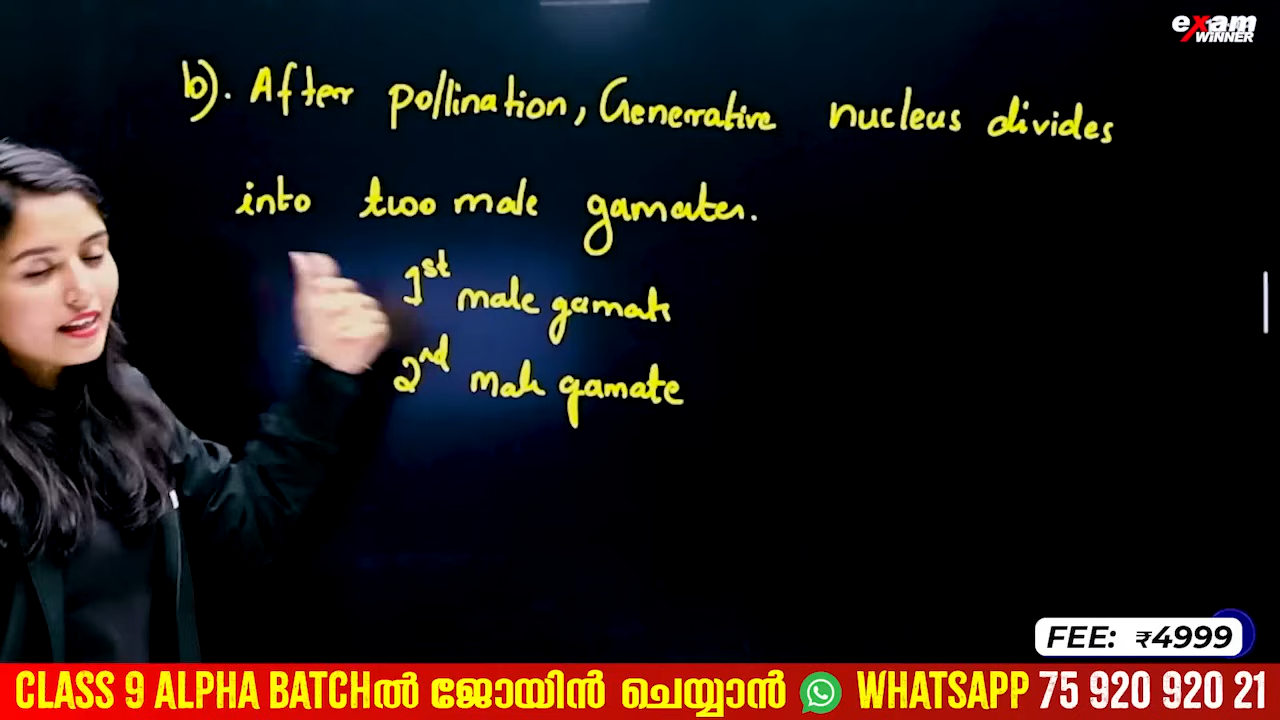 exam
WINNER
b). After pollination, Generative nucleus divides
into two male gamates.
1st male gamate
2nd male gamate
FEE: ₹4999
CLASS 9 ALPHA BATCHൽ ജോയിൻ ചെയ്യാൻ WHATSAPP 75 920 920 21